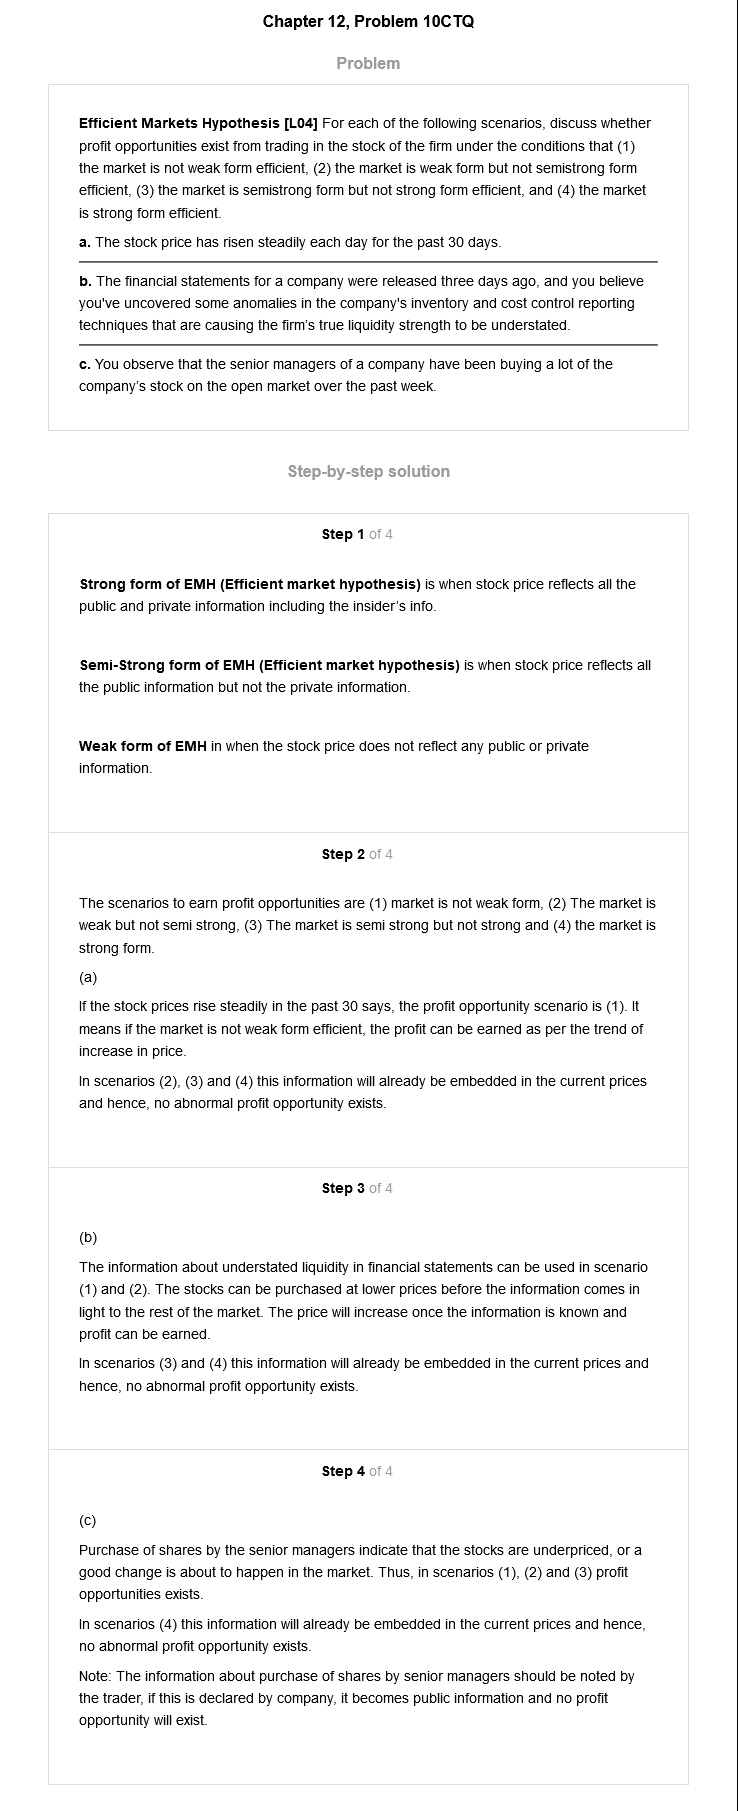 Chapter 12, Problem 10CTQ
Problem
Efficient Markets Hypothesis [L04] For each of the following scenarios, discuss whether
profit opportunities exist from trading in the stock of the firm under the conditions that (1)
the market is not weak form efficient, (2) the market is weak form but not semistrong form
efficient, (3) the market is semistrong form but not strong form efficient, and (4) the market
is strong form efficient.
a. The stock price has risen steadily each day for the past 30 days.
b. The financial statements for a company were released three days ago, and you believe
you've uncovered some anomalies in the company's inventory and cost control reporting
techniques that are causing the firm's true liquidity strength to be understated.
c. You observe that the senior managers of a company have been buying a lot of the
company's stock on the open market over the past week.
Step-by-step solution
Step 1 of 4
Strong form of EMH (Efficient market hypothesis) is when stock price reflects all the
public and private information including the insider's info.
Semi-Strong form of EMH (Efficient market hypothesis) is when stock price reflects all
the public information but not the private information.
Weak form of EMH in when the stock price does not reflect any public or private
information.
Step 2 of 4
The scenarios to earn profit opportunities are (1) market is not weak form, (2) The market is
weak but not semi strong, (3) The market is semi strong but not strong and (4) the market is
strong form.
(a)
If the stock prices rise steadily in the past 30 says, the profit opportunity scenario is (1). It
means if the market is not weak form efficient, the profit can be earned as per the trend of
increase in price.
In scenarios (2), (3) and (4) this information will already be embedded in the current prices
and hence, no abnormal profit opportunity exists.
Step 3 of 4
(b)
The information about understated liquidity in financial statements can be used in scenario
(1) and (2). The stocks can be purchased at lower prices before the information comes in
light to the rest of the market. The price will increase once the information is known and
profit can be earned.
In scenarios (3) and (4) this information will already be embedded in the current prices and
hence, no abnormal profit opportunity exists.
Step 4 of 4
(c)
Purchase of shares by the senior managers indicate that the stocks are underpriced, or a
good change is about to happen in the market. Thus, in scenarios (1), (2) and (3) profit
opportunities exists.
In scenarios (4) this information will already be embedded in the current prices and hence,
no abnormal profit opportunity exists.
Note: The information about purchase of shares by senior managers should be noted by
the trader, if this is declared by company, it becomes public information and no profit
opportunity will exist.